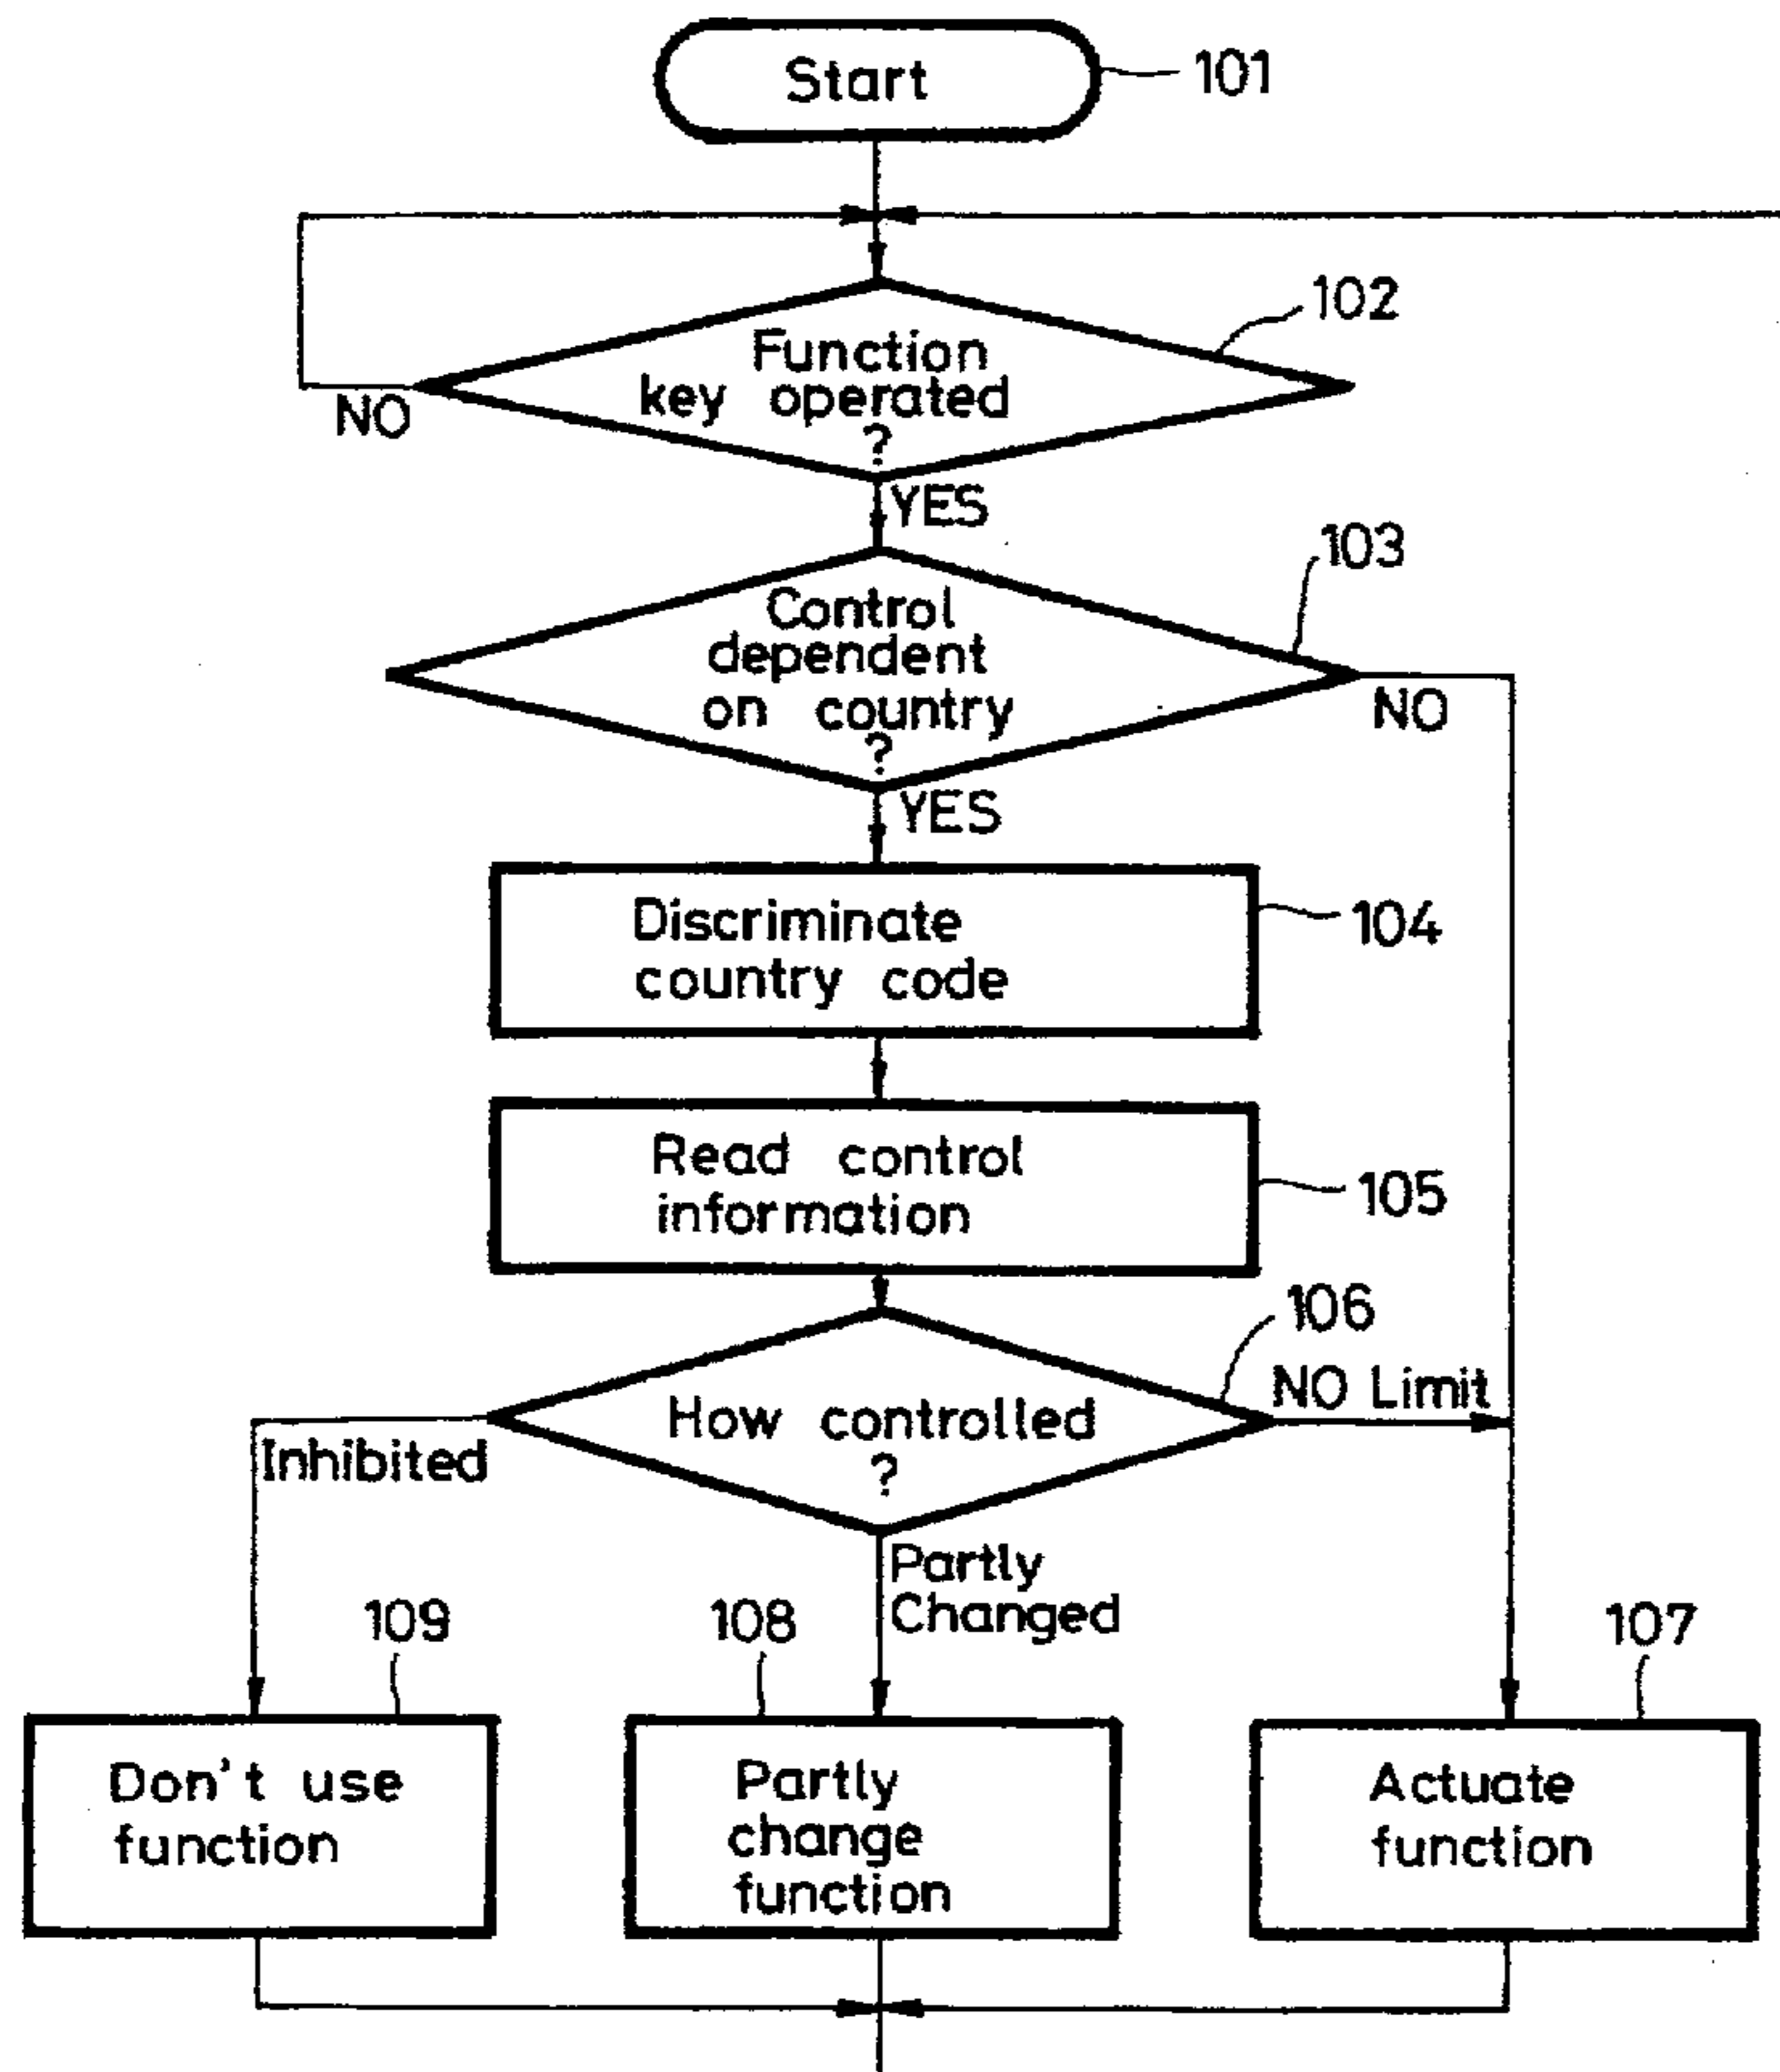 Start
101
102
Function
key operated
?
NO
YES
103
Control
dependent
on country
?
NO
YES
Discriminate
country code
104
Read control
information
105
106
How controlled
?
NO Limit
Inhibited
Partly
Changed
109
108
107
Don't use
function
Partly
change
function
Actuate
function